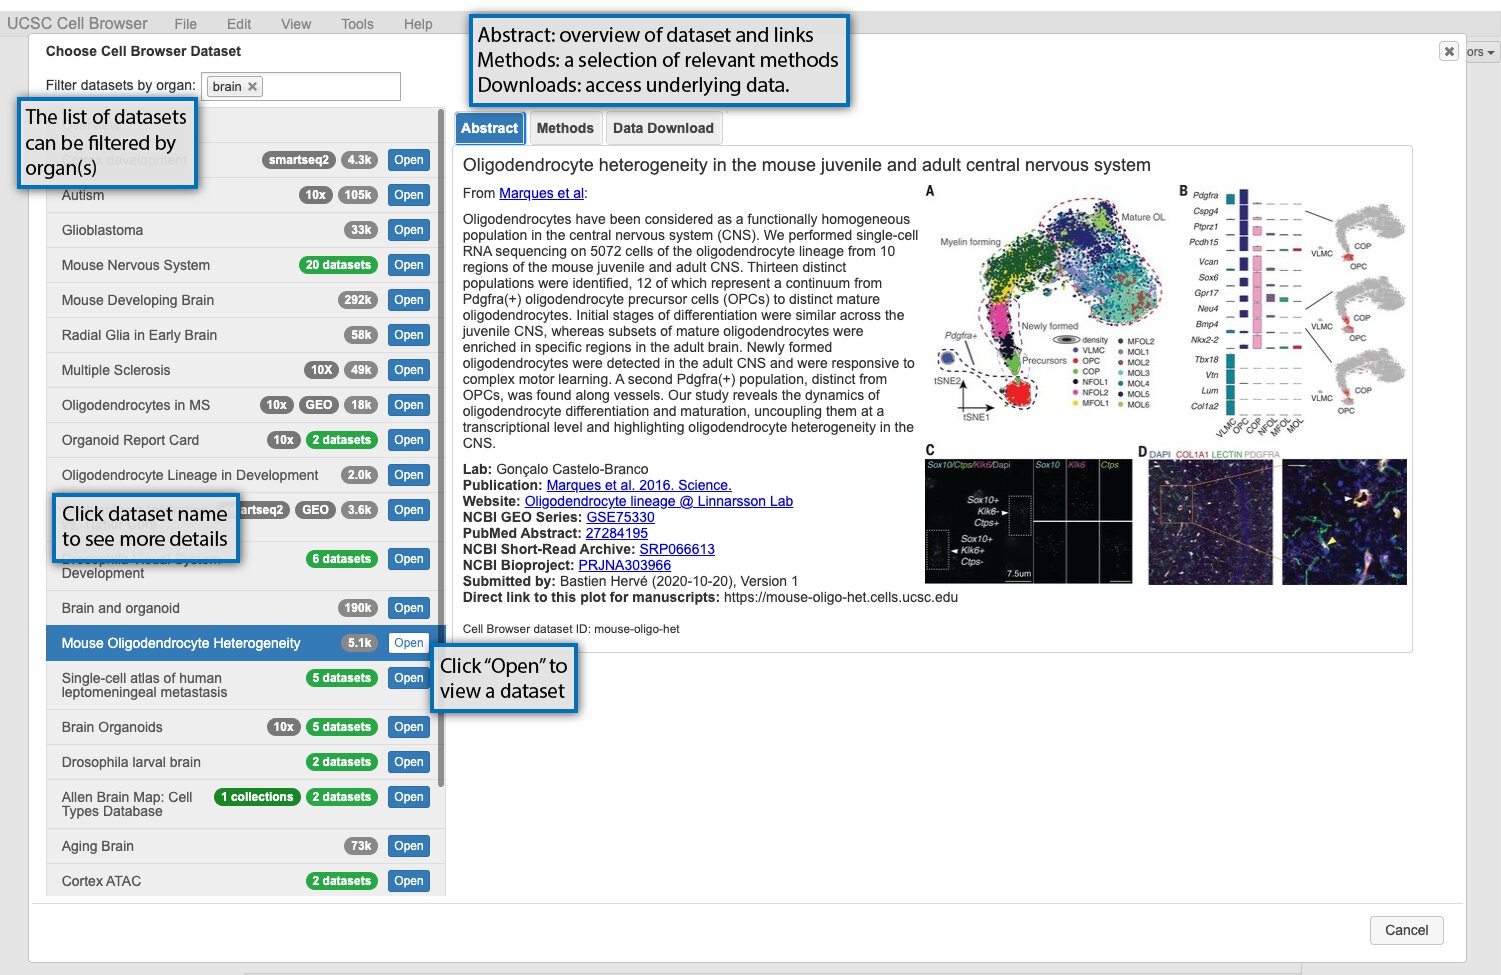 UCSC Cell Browser File Edit View Tools Help
Choose Cell Browser Dataset
Filter datasets by organ: brain ×
ors
Abstract: overview of dataset and links
Methods: a selection of relevant methods
Downloads: access underlying data.
The list of datasets
can be filtered by
organ(s)
smartseq2 4.3k Open
Autism 10x 105k Open
Glioblastoma 33k Open
Mouse Nervous System 20 datasets Open
Mouse Developing Brain 292k Open
Radial Glia in Early Brain 58k Open
Multiple Sclerosis 10X 49k Open
Oligodendrocytes in MS 10x GEO 18k Open
Organoid Report Card 10x 2 datasets Open
Oligodendrocyte Lineage in Development 2.0k Open
Click dataset name
to see more details
artseq2 GEO 3.6k Open
Drosophila Visual System
Development 6 datasets Open
Brain and organoid 190k Open
Mouse Oligodendrocyte Heterogeneity 5.1k Open
Click “Open” to
view a dataset
Single-cell atlas of human
leptomeningeal metastasis 5 datasets Open
Brain Organoids 10x 5 datasets Open
Drosophila larval brain 2 datasets Open
Allen Brain Map: Cell
Types Database 1 collections 2 datasets Open
Aging Brain 73k Open
Cortex ATAC 2 datasets Open
Abstract Methods Data Download
Oligodendrocyte heterogeneity in the mouse juvenile and adult central nervous system
From Marques et al:
Oligodendrocytes have been considered as a functionally homogeneous
population in the central nervous system (CNS). We performed single-cell
RNA sequencing on 5072 cells of the oligodendrocyte lineage from 10
regions of the mouse juvenile and adult CNS. Thirteen distinct
populations were identified, 12 of which represent a continuum from
Pdgfra(+) oligodendrocyte precursor cells (OPCs) to distinct mature
oligodendrocytes. Initial stages of differentiation were similar across the
juvenile CNS, whereas subsets of mature oligodendrocytes were
enriched in specific regions in the adult brain. Newly formed
oligodendrocytes were detected in the adult CNS and were responsive to
complex motor learning. A second Pdgfra(+) population, distinct from
OPCs, was found along vessels. Our study reveals the dynamics of
oligodendrocyte differentiation and maturation, uncoupling them at a
transcriptional level and highlighting oligodendrocyte heterogeneity in the
CNS.
Lab: Gonçalo Castelo-Branco
Publication: Marques et al. 2016. Science.
Website: Oligodendrocyte lineage @ Linnarsson Lab
NCBI GEO Series: GSE75330
PubMed Abstract: 27284195
NCBI Short-Read Archive: SRP066613
NCBI Bioproject: PRJNA303966
Submitted by: Bastien Hervé (2020-10-20), Version 1
Direct link to this plot for manuscripts: https://mouse-oligo-het.cells.ucsc.edu
Cell Browser dataset ID: mouse-oligo-het
A
Mature OL
Myelin forming
Newly formed
Pdgfra+
Precursors
tSNE2
tSNE1
density
VLMC
OPC
COP
NFOL1
NFOL2
MFOL1
MFOL2
MOL1
MOL2
MOL3
MOL4
MOL5
MOL6
B
Pdgfra
Cspg4
Ptprz1
Pcdh15
Vcan
Sox6
Gpr17
Neu4
Bmp4
Nkx2-2
Tbx18
Vtn
Lum
Col1a2
VLMC OPC COP NFOL MFOL MOL
COP
VLMC
OPC
COP
VLMC
OPC
COP
VLMC
OPC
C
Sox10/Ctps/Klk6/Dapi Sox10 Klk6 Ctps
Sox10+
Klk6-
Ctps+
Sox10+
Klk6+
Ctps-
7.5um
D DAPI COL1A1 LECTIN PDGFRA
Cancel